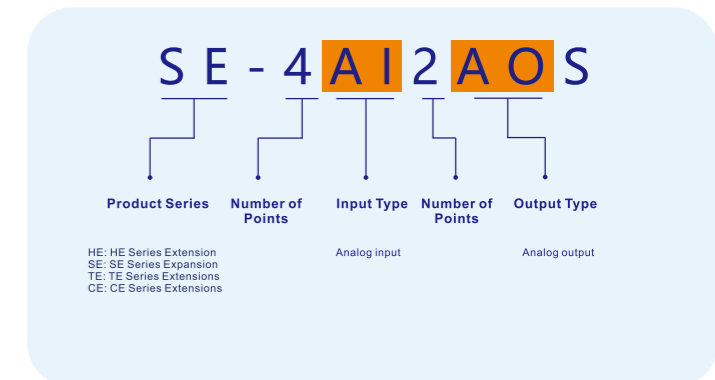 SE-4AI2AOS
Product Series
Number of
Points
Input Type
Number of
Points
Output Type
HE: HE Series Extension
SE: SE Series Expansion
TE: TE Series Extensions
CE: CE Series Extensions
Analog input
Analog output